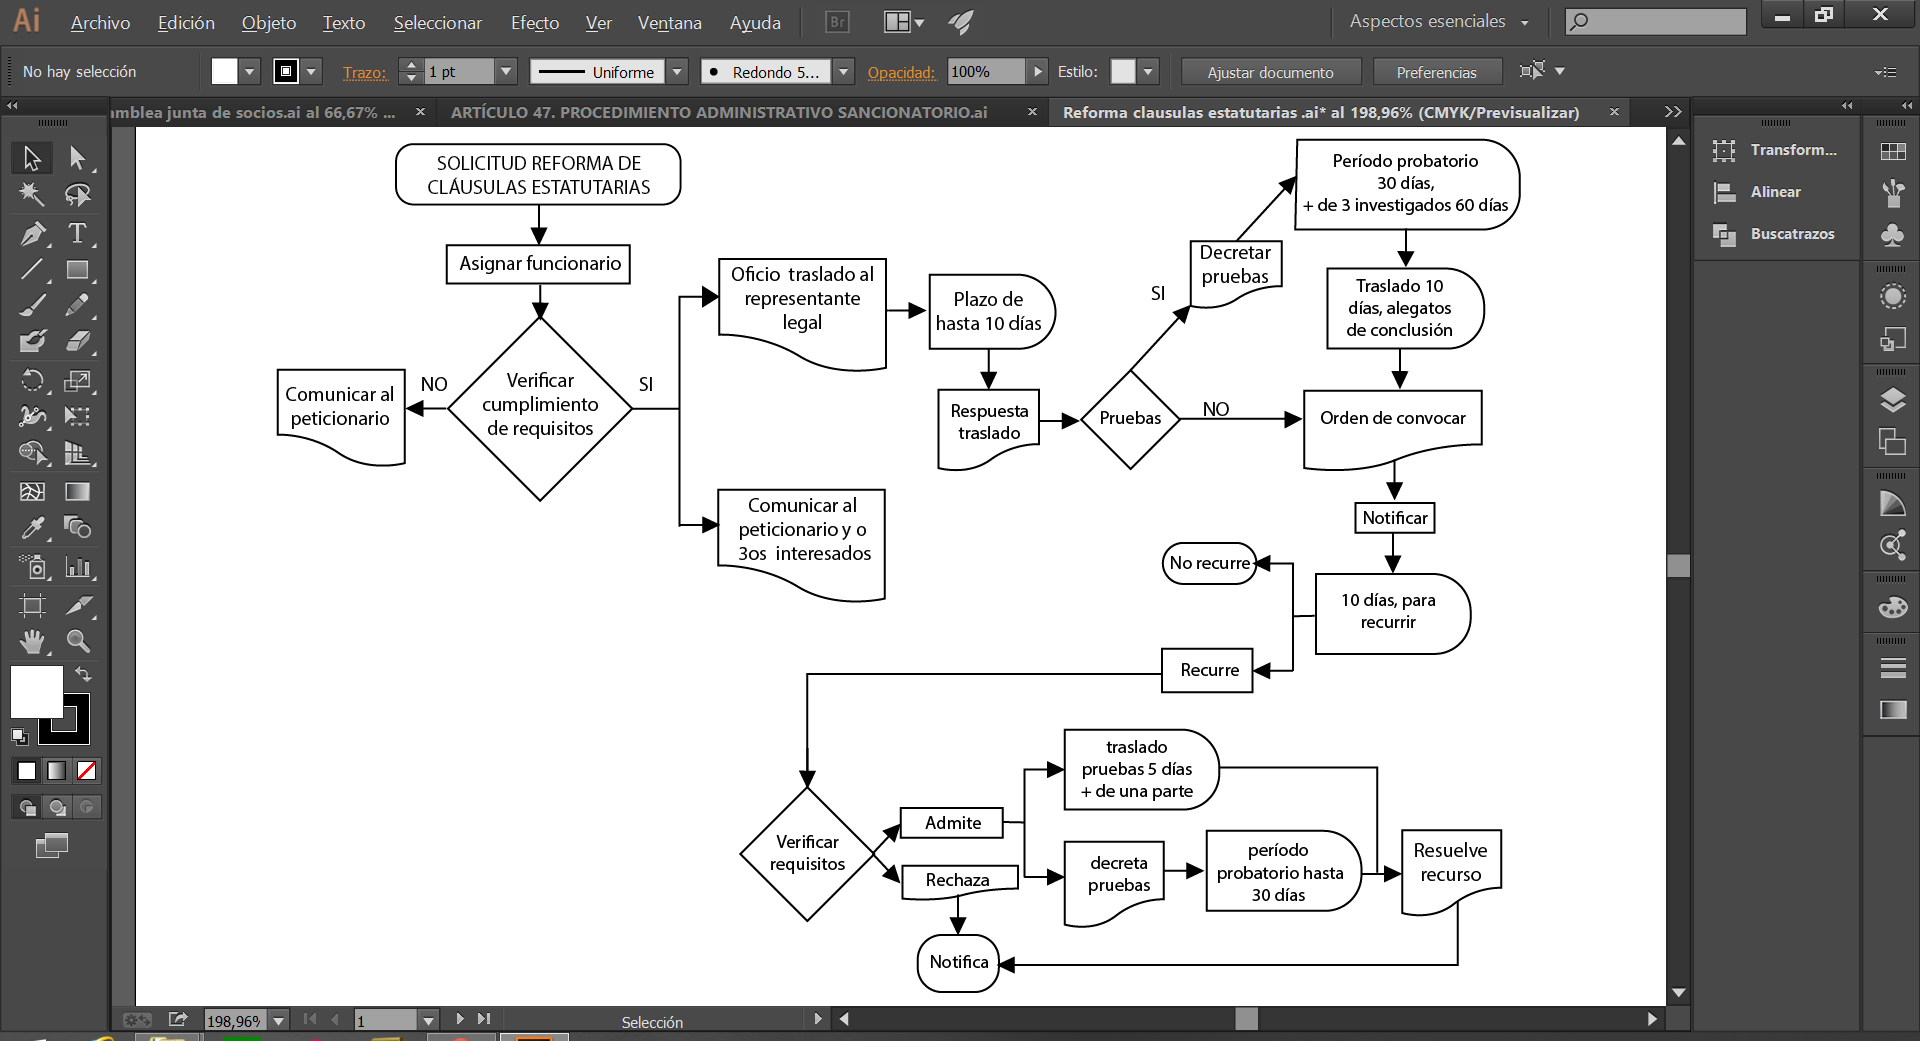 Ai
Archivo Edición Objeto Texto Seleccionar Efecto Ver Ventana Ayuda Br Aspectos esenciales
No hay selección Trazo: 1 pt Uniforme Redondo 5... Opacidad: 100% Estilo: Ajustar documento Preferencias
amblea junta de socios.ai al 66,67% ... ARTÍCULO 47. PROCEDIMIENTO ADMINISTRATIVO SANCIONATORIO.ai Reforma clausulas estatutarias .ai* al 198,96% (CMYK/Previsualizar)
Transform...
Alinear
Buscatrazos
SOLICITUD REFORMA DE
CLÁUSULAS ESTATUTARIAS
Asignar funcionario
Verificar
cumplimiento
de requisitos
NO
Comunicar al
peticionario
SI
Oficio traslado al
representante
legal
Comunicar al
peticionario y o
3os interesados
Plazo de
hasta 10 días
Respuesta
traslado
Pruebas
SI
Decretar
pruebas
Período probatorio
30 días,
+ de 3 investigados 60 días
Traslado 10
días, alegatos
de conclusión
NO
Orden de convocar
Notificar
10 días, para
recurrir
No recurre
Recurre
Verificar
requisitos
Admite
Rechaza
traslado
pruebas 5 días
+ de una parte
decreta
pruebas
período
probatorio hasta
30 días
Resuelve
recurso
Notifica
198,96% 1 Selección